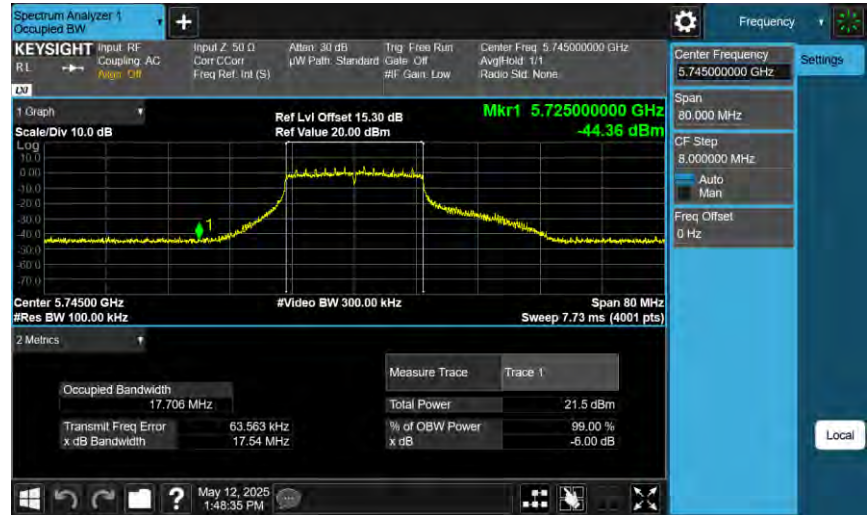 Spectrum Analyzer 1
Occupied BW
Frequency
KEYSIGHT
RL
LXI
Input: RF
Coupling: AC
Align: Off
Input Z: 50 Ω
Corr CCorr
Freq Ref: Int (S)
Atten: 30 dB
µW Path: Standard
Trig: Free Run
Gate: Off
#IF Gain: Low
Center Freq: 5.745000000 GHz
Avg|Hold: 1/1
Radio Std: None
Center Frequency
5.745000000 GHz
Settings
Span
80.000 MHz
CF Step
8.000000 MHz
Auto
Man
Freq Offset
0 Hz
Local
1 Graph
Scale/Div 10.0 dB
Ref Lvl Offset 15.30 dB
Ref Value 20.00 dBm
Mkr1 5.725000000 GHz
-44.36 dBm
Log
10.0
0.00
-10.0
-20.0
-30.0
-40.0
-50.0
-60.0
-70.0
1
Center 5.74500 GHz
#Res BW 100.00 kHz
#Video BW 300.00 kHz
Span 80 MHz
Sweep 7.73 ms (4001 pts)
2 Metrics
Measure Trace Trace 1
Occupied Bandwidth
17.706 MHz
Total Power 21.5 dBm
Transmit Freq Error 63.563 kHz
% of OBW Power 99.00 %
x dB Bandwidth 17.54 MHz
x dB -6.00 dB
?
May 12, 2025
1:48:35 PM